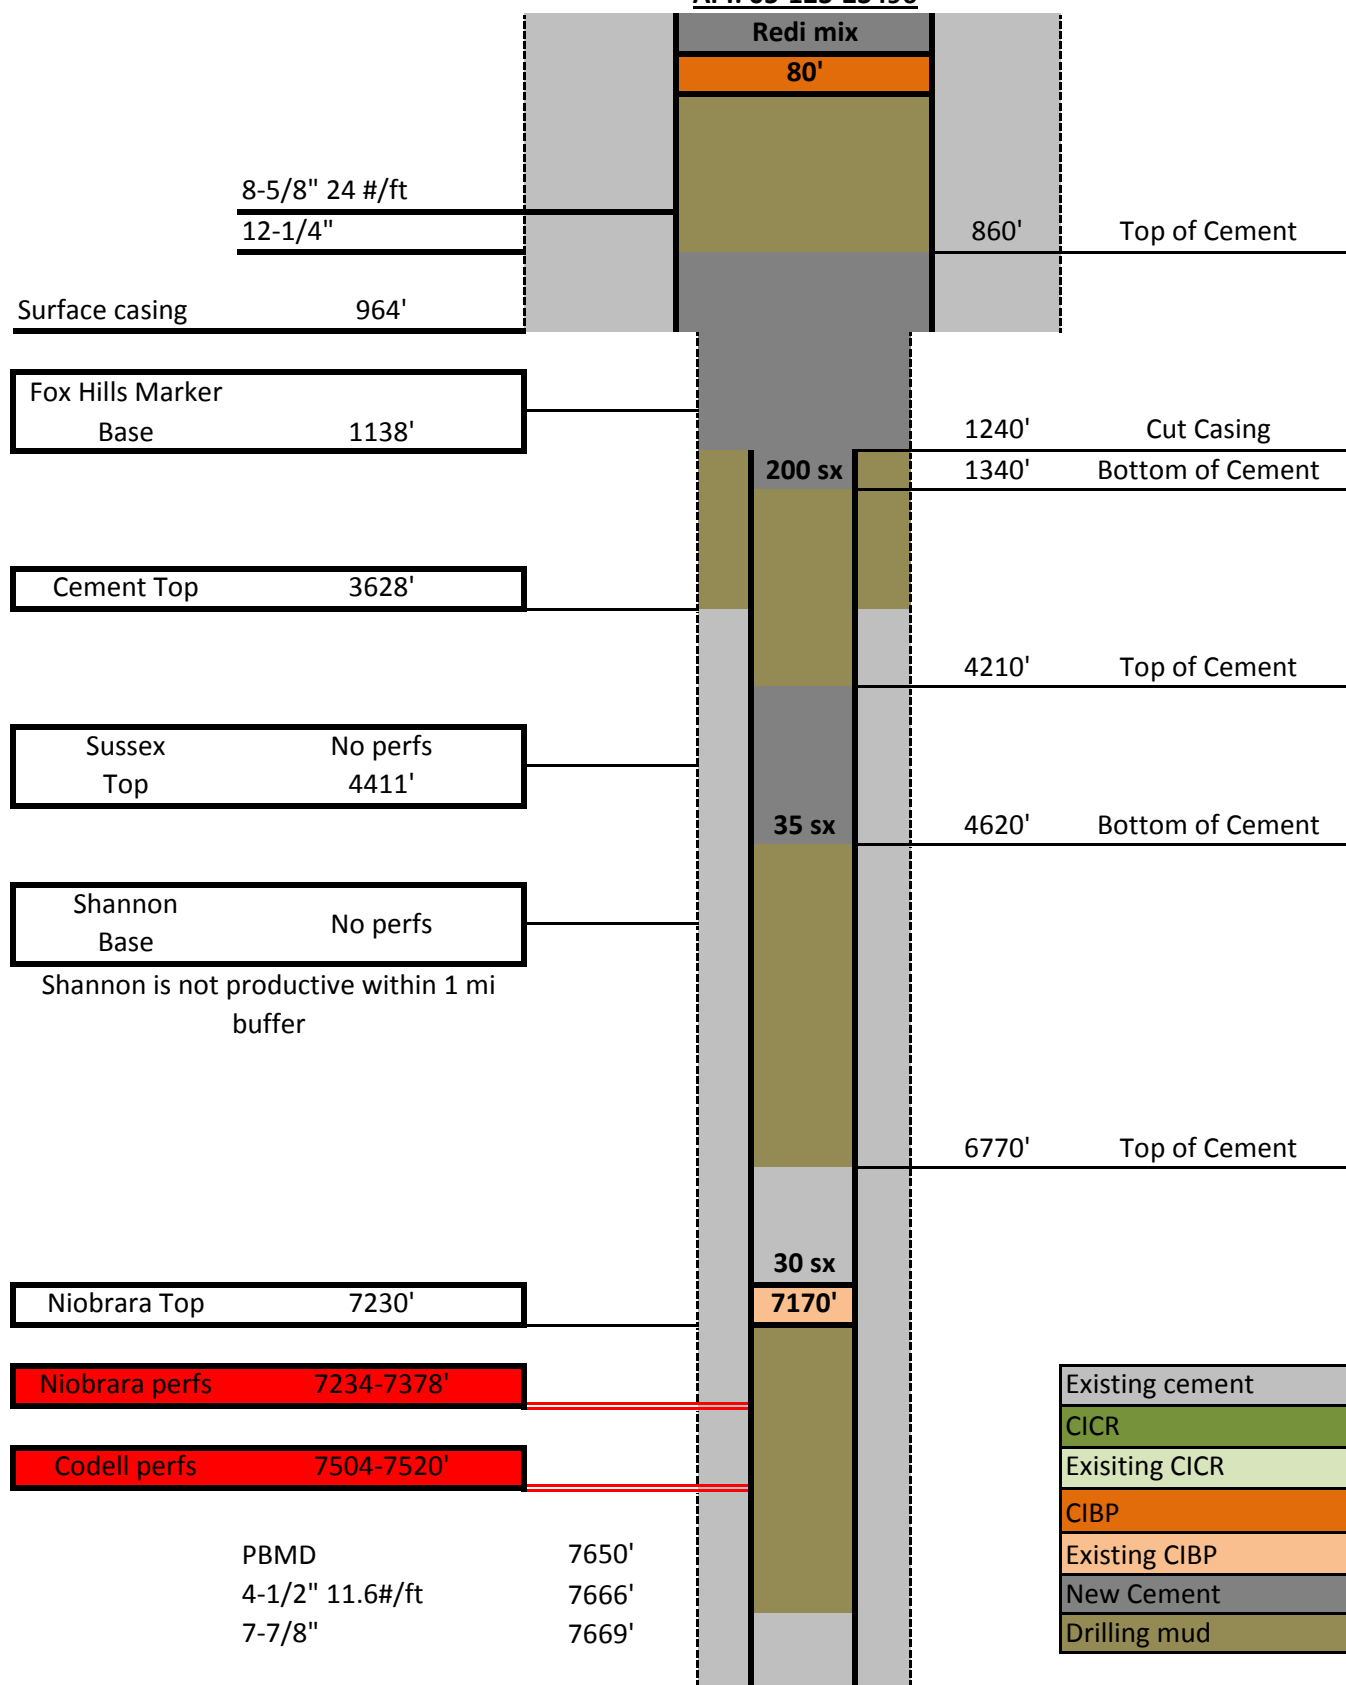 Redi mix
80'
8-5/8" 24 #/ft
12-1/4"
860' Top of Cement
Surface casing 964'
Fox Hills Marker
Base 1138'
1240' Cut Casing
200 sx
1340' Bottom of Cement
Cement Top 3628'
4210' Top of Cement
Sussex No perfs
Top 4411'
35 sx
4620' Bottom of Cement
Shannon
Base
No perfs
Shannon is not productive within 1 mi
buffer
6770' Top of Cement
30 sx
Niobrara Top 7230'
7170'
Niobrara perfs 7234-7378'
Codell perfs 7504-7520'
PBMD 7650'
4-1/2" 11.6#/ft 7666'
7-7/8" 7669'
Existing cement
CICR
Exisiting CICR
CIBP
Existing CIBP
New Cement
Drilling mud